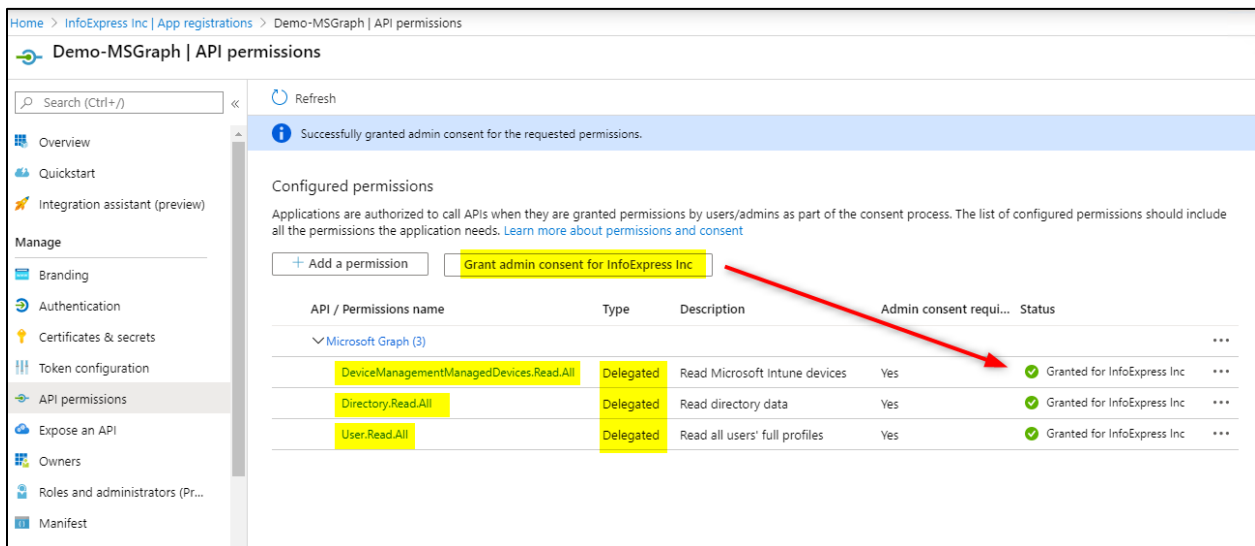 Home > InfoExpress Inc | App registrations > Demo-MSGraph | API permissions
Demo-MSGraph | API permissions
Search (Ctrl+/)
«
Refresh
Successfully granted admin consent for the requested permissions.
Overview
Quickstart
Integration assistant (preview)
Manage
Branding
Authentication
Certificates & secrets
Token configuration
API permissions
Expose an API
Owners
Roles and administrators (Pr...
Manifest
Configured permissions
Applications are authorized to call APIs when they are granted permissions by users/admins as part of the consent process. The list of configured permissions should include
all the permissions the application needs. Learn more about permissions and consent
+ Add a permission Grant admin consent for InfoExpress Inc
API / Permissions name Type Description Admin consent requi... Status
Microsoft Graph (3) ...
DeviceManagementManagedDevices.Read.All Delegated Read Microsoft Intune devices Yes Granted for InfoExpress Inc ...
Directory.Read.All Delegated Read directory data Yes Granted for InfoExpress Inc ...
User.Read.All Delegated Read all users' full profiles Yes Granted for InfoExpress Inc ...